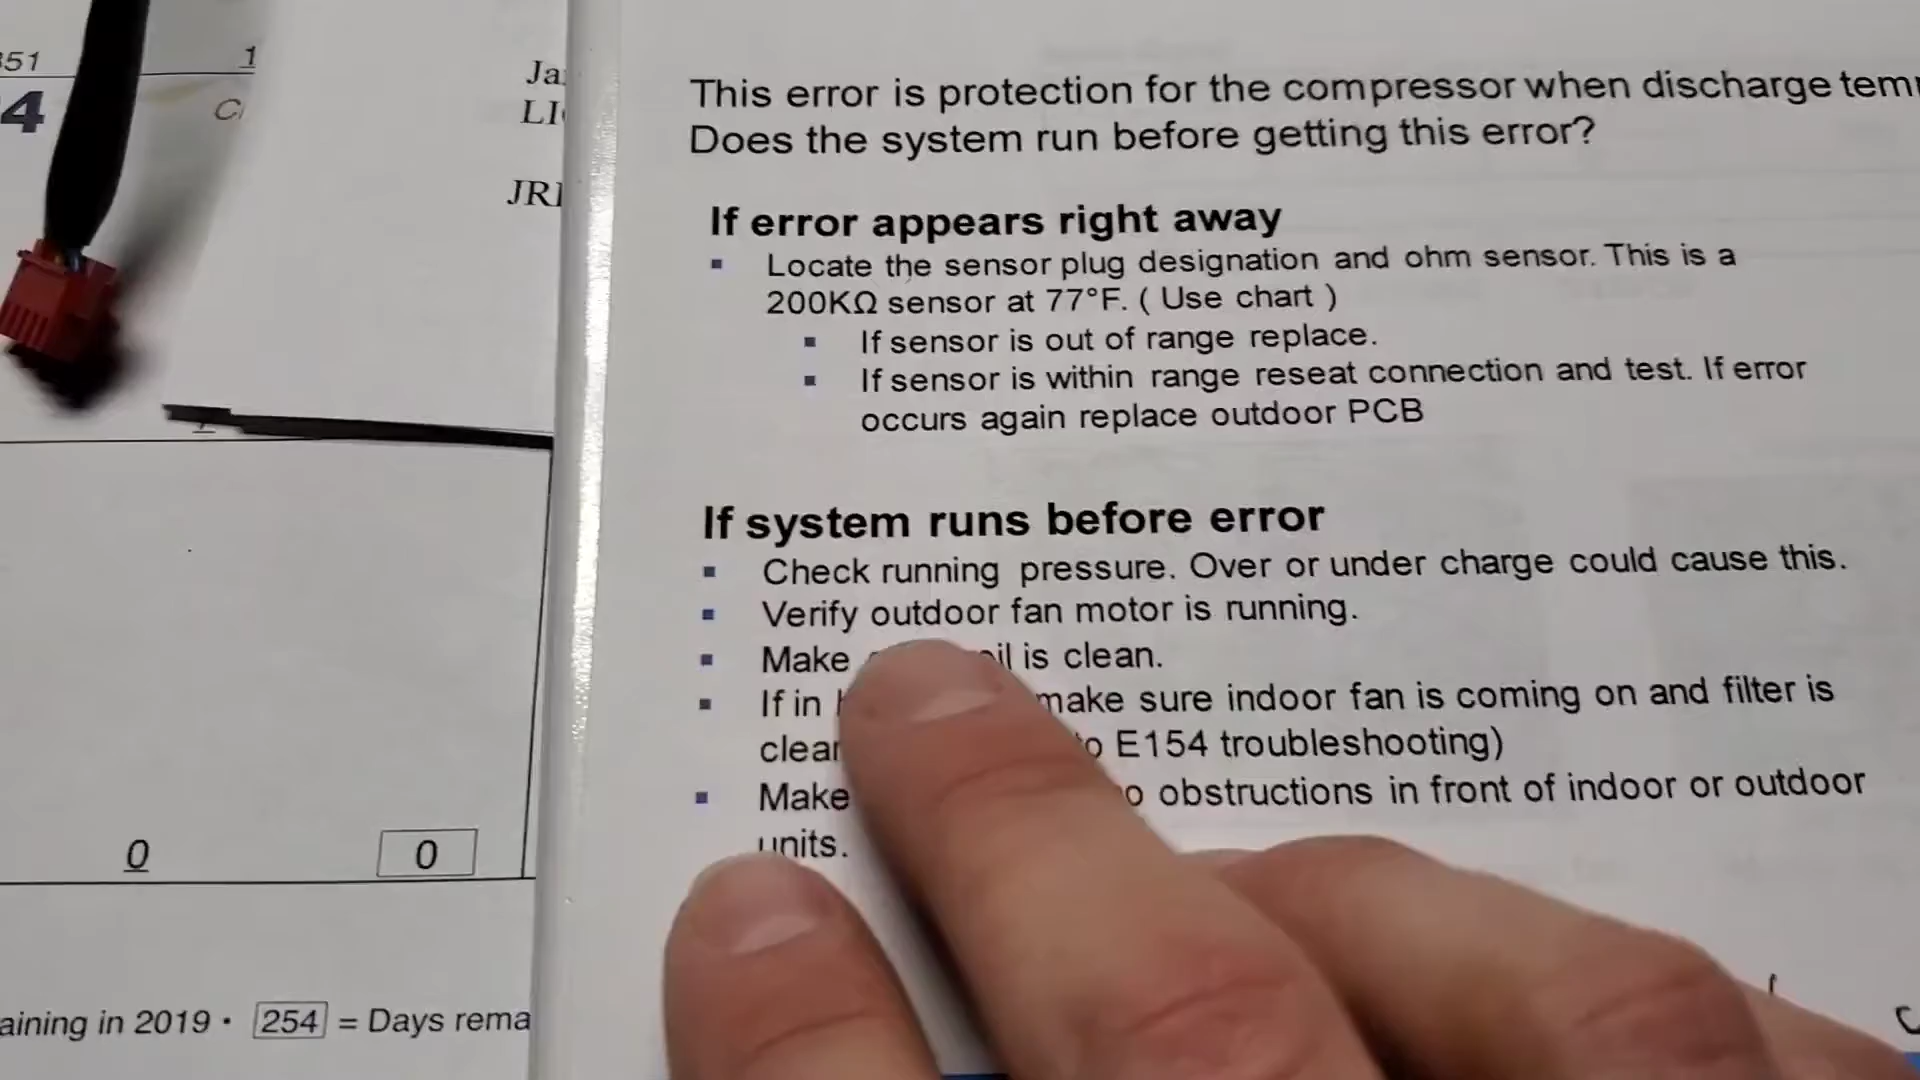 351
1
4
Ja
LI
JRI
This error is protection for the compressor when discharge tem
Does the system run before getting this error?
If error appears right away
▪ Locate the sensor plug designation and ohm sensor. This is a
200KΩ sensor at 77°F. ( Use chart )
▪ If sensor is out of range replace.
▪ If sensor is within range reseat connection and test. If error
occurs again replace outdoor PCB
If system runs before error
▪ Check running pressure. Over or under charge could cause this.
▪ Verify outdoor fan motor is running.
▪ Make is clean.
▪ If in make sure indoor fan is coming on and filter is
clear E154 troubleshooting)
▪ Make obstructions in front of indoor or outdoor
units.
0
0
aining in 2019 • 254 = Days rema